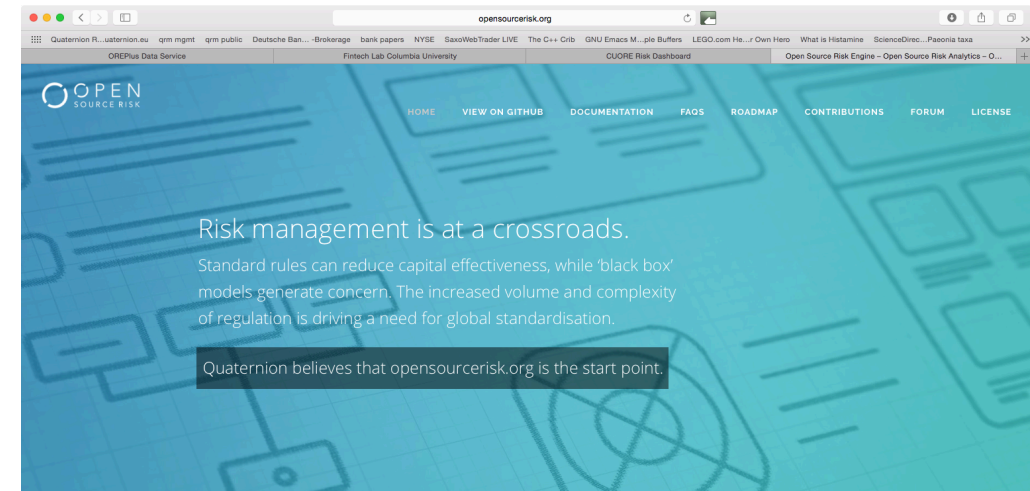 opensourcerisk.org
Quaternion R...uaternion.eu qrm mgmt qrm public Deutsche Ban... -Brokerage bank papers NYSE SaxoWebTrader LIVE The C++ Crib GNU Emacs M...ple Buffers LEGO.com He...r Own Hero What is Histamine ScienceDirec...Paeonia taxa >>
OREPlus Data Service Fintech Lab Columbia University CUORE Risk Dashboard Open Source Risk Engine – Open Source Risk Analytics – O... +
OPEN
SOURCE RISK
HOME VIEW ON GITHUB DOCUMENTATION FAQS ROADMAP CONTRIBUTIONS FORUM LICENSE
Risk management is at a crossroads.
Standard rules can reduce capital effectiveness, while ‘black box’
models generate concern. The increased volume and complexity
of regulation is driving a need for global standardisation.
Quaternion believes that opensourcerisk.org is the start point.